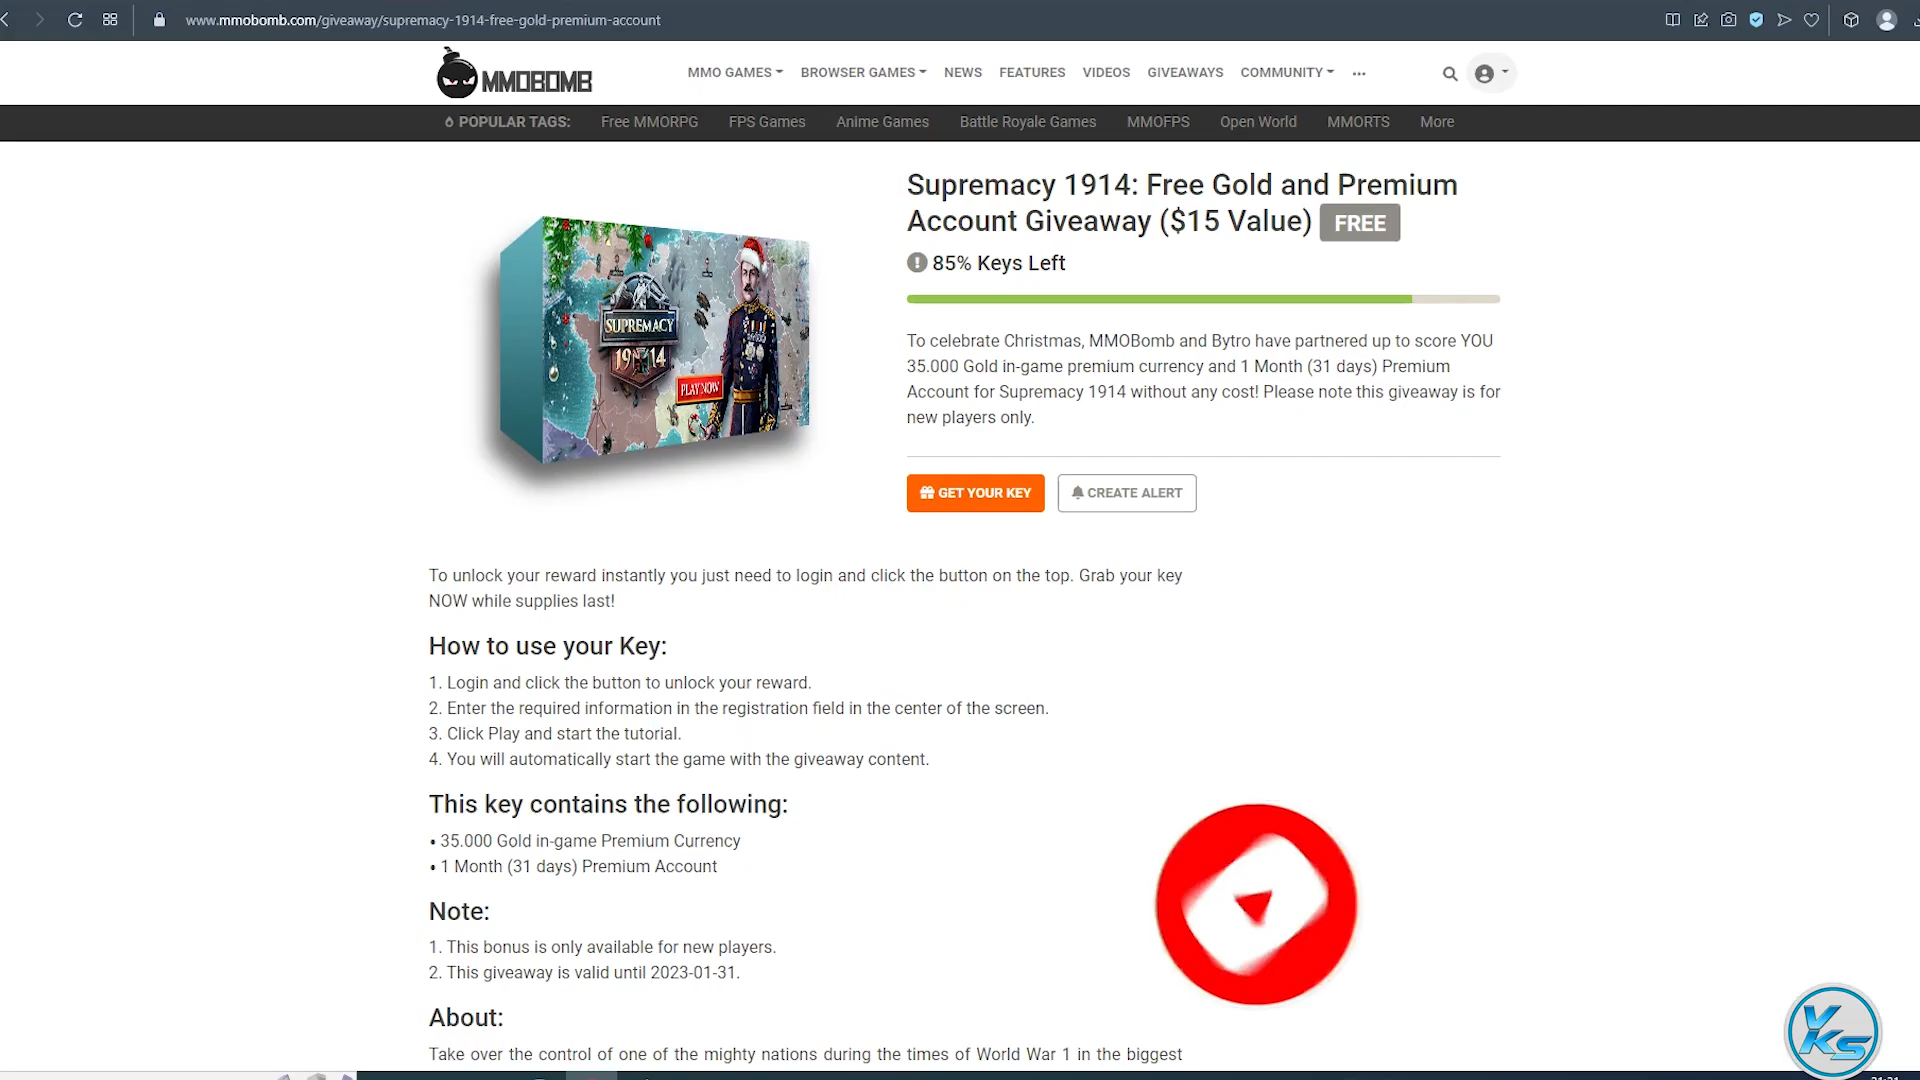 www.mmobomb.com/giveaway/supremacy-1914-free-gold-premium-account
MMOBOMB
MMO GAMES BROWSER GAMES NEWS FEATURES VIDEOS GIVEAWAYS COMMUNITY ...
POPULAR TAGS: Free MMORPG FPS Games Anime Games Battle Royale Games MMOFPS Open World MMORTS More
SUPREMACY
1914
PLAY NOW
Supremacy 1914: Free Gold and Premium
Account Giveaway ($15 Value) FREE
85% Keys Left
To celebrate Christmas, MMOBomb and Bytro have partnered up to score YOU
35.000 Gold in-game premium currency and 1 Month (31 days) Premium
Account for Supremacy 1914 without any cost! Please note this giveaway is for
new players only.
GET YOUR KEY CREATE ALERT
To unlock your reward instantly you just need to login and click the button on the top. Grab your key
NOW while supplies last!
How to use your Key:
1. Login and click the button to unlock your reward.
2. Enter the required information in the registration field in the center of the screen.
3. Click Play and start the tutorial.
4. You will automatically start the game with the giveaway content.
This key contains the following:
• 35.000 Gold in-game Premium Currency
• 1 Month (31 days) Premium Account
Note:
1. This bonus is only available for new players.
2. This giveaway is valid until 2023-01-31.
About:
Take over the control of one of the mighty nations during the times of World War 1 in the biggest
VKS